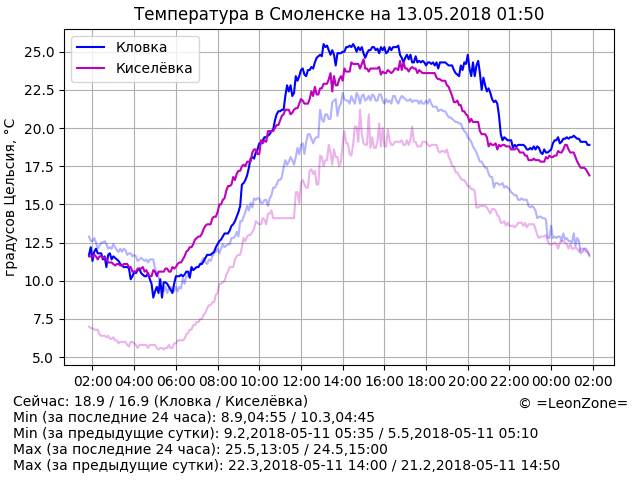 Температура в Смоленске на 13.05.2018 01:50
Кловка
Киселёвка
градусов Цельсия, °C
25.0
22.5
20.0
17.5
15.0
12.5
10.0
7.5
5.0
02:00 04:00 06:00 08:00 10:00 12:00 14:00 16:00 18:00 20:00 22:00 00:00 02:00
Сейчас: 18.9 / 16.9 (Кловка / Киселёвка)
© =LeonZone=
Min (за последние 24 часа): 8.9,04:55 / 10.3,04:45
Min (за предыдущие сутки): 9.2,2018-05-11 05:35 / 5.5,2018-05-11 05:10
Max (за последние 24 часа): 25.5,13:05 / 24.5,15:00
Max (за предыдущие сутки): 22.3,2018-05-11 14:00 / 21.2,2018-05-11 14:50